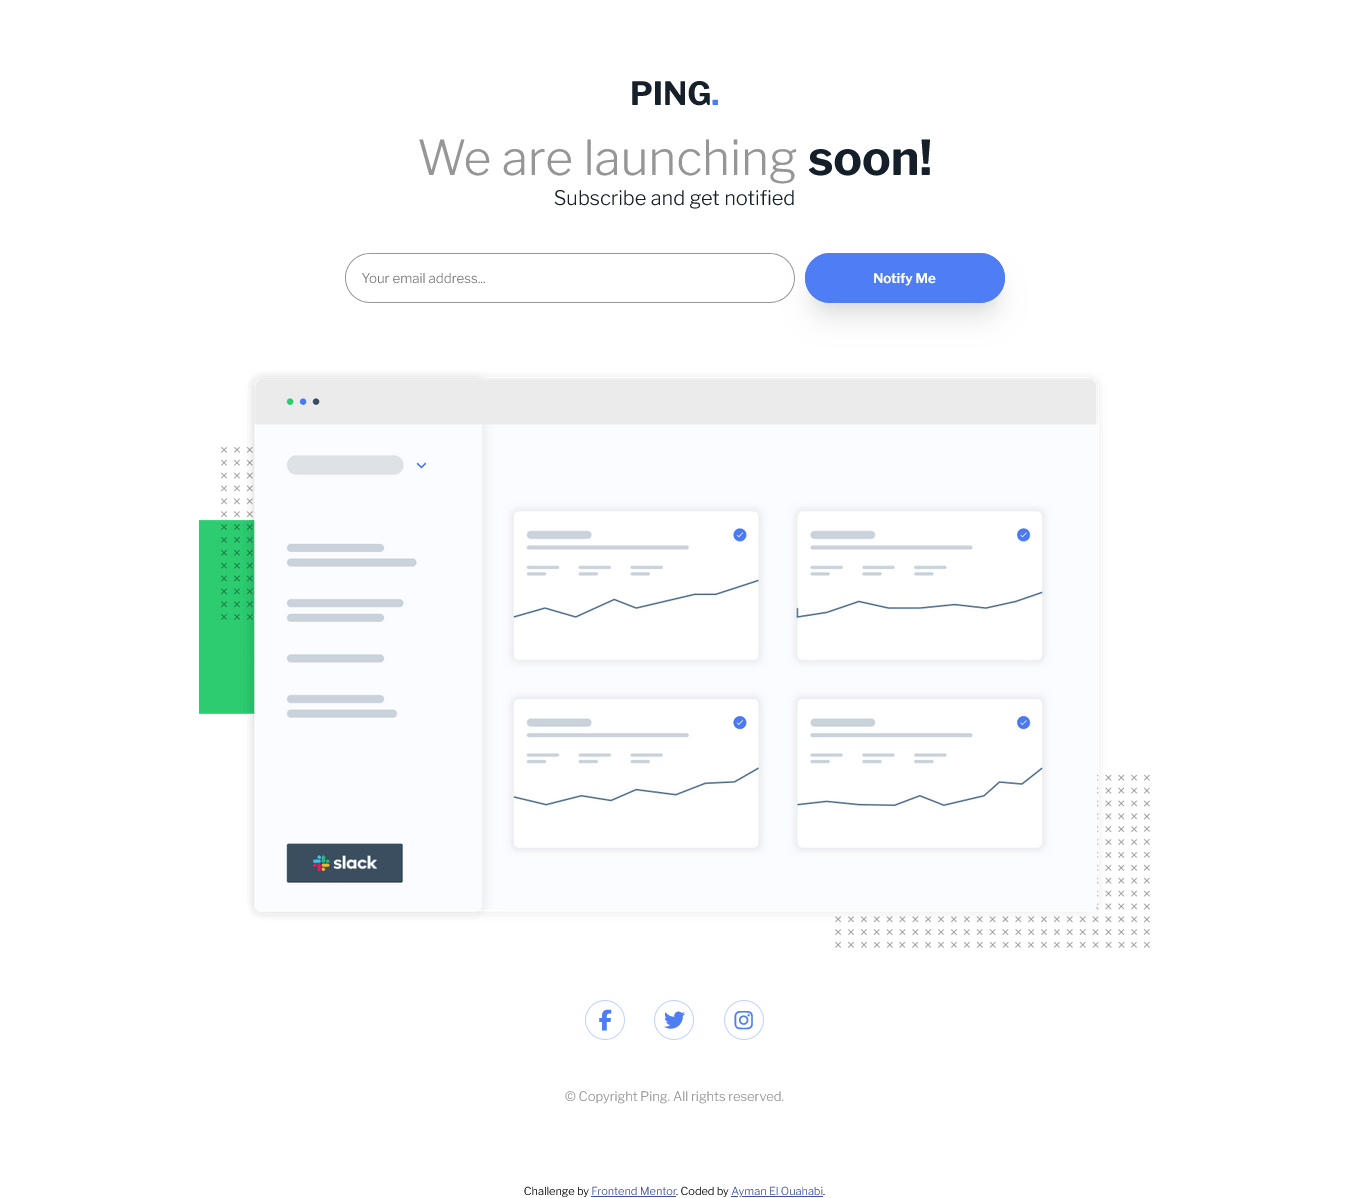 PING.
We are launching soon!
Subscribe and get notified
Your email address...
Notify Me
slack
© Copyright Ping. All rights reserved.
Challenge by Frontend Mentor. Coded by Ayman El Ouahabi.